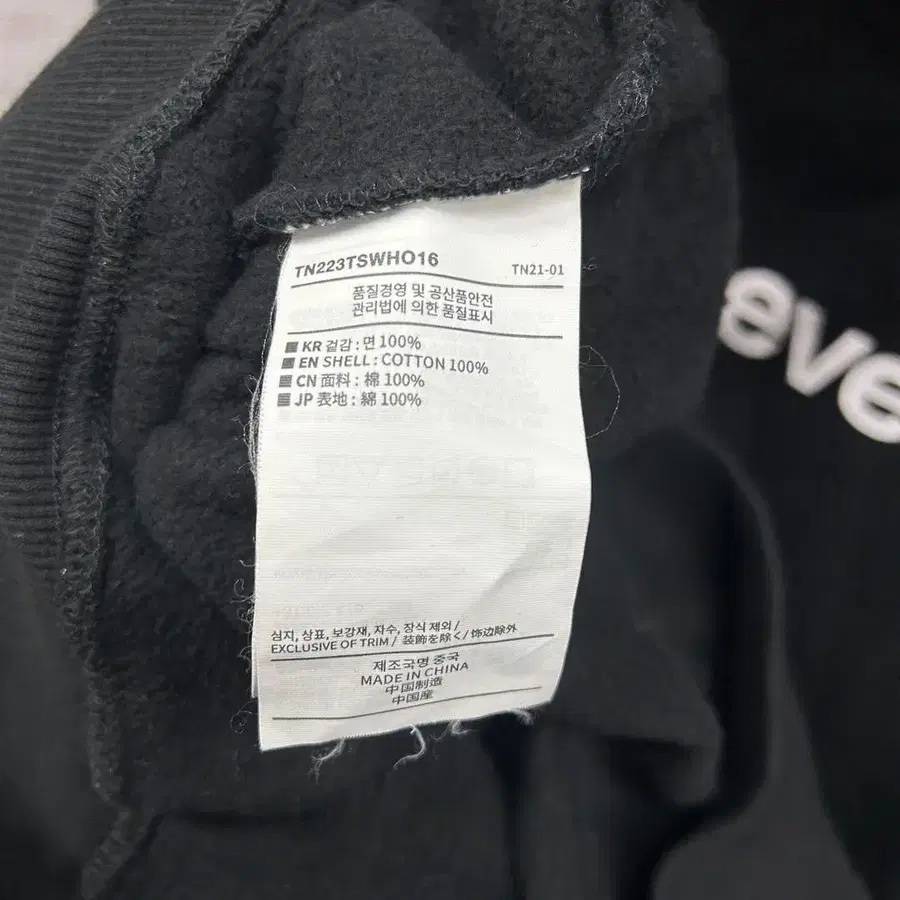 TN223TSWHO16
TN21-01
품질경영 및 공산품안전
관리법에 의한 품질표시
KR 겉감 : 면 100%
EN SHELL : COTTON 100%
CN 面料 : 棉 100%
JP 表地 : 綿 100%
심지, 상표, 보강재, 자수, 장식 제외 /
EXCLUSIVE OF TRIM / 装飾を除く / 饰边除外
제조국명 중국
MADE IN CHINA
中国制造
中国産
eve